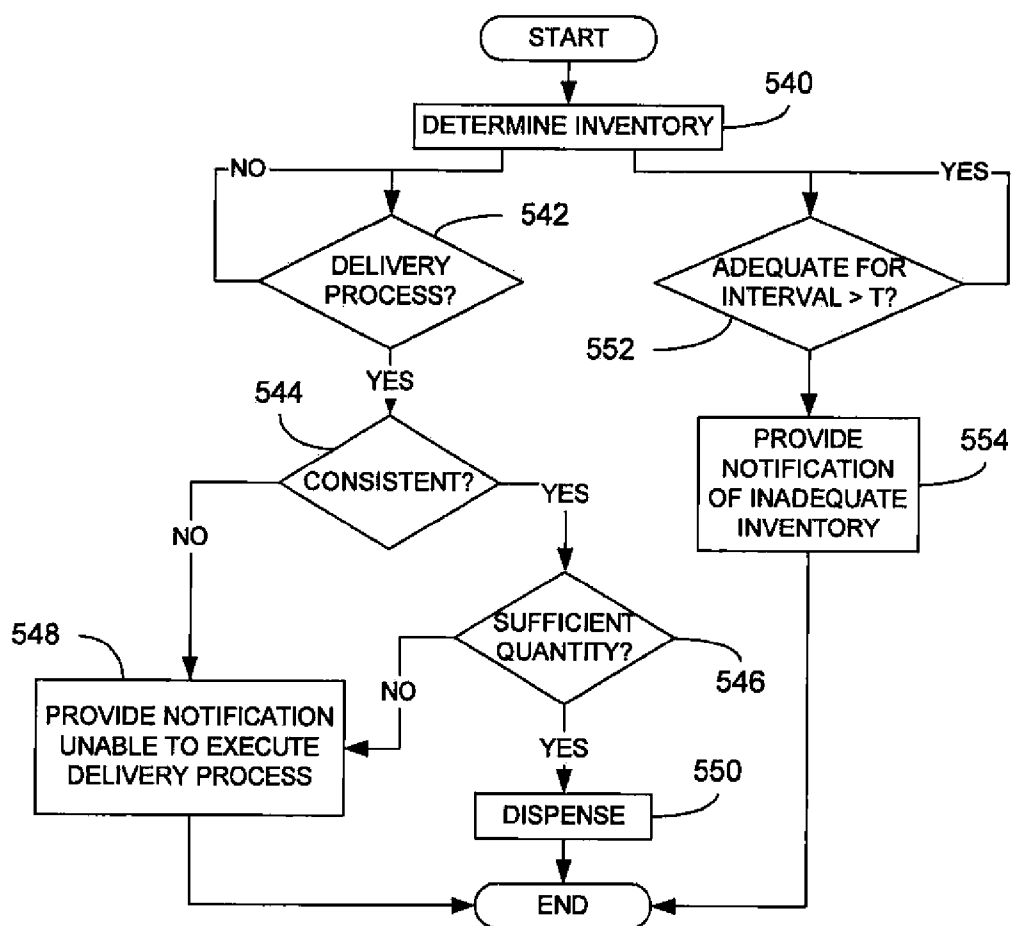 START
540
DETERMINE INVENTORY
NO
YES
542
DELIVERY
PROCESS?
ADEQUATE FOR
INTERVAL > T?
552
YES
544
CONSISTENT?
YES
NO
PROVIDE
NOTIFICATION
OF INADEQUATE
INVENTORY
554
SUFFICIENT
QUANTITY?
546
548
NO
PROVIDE NOTIFICATION
UNABLE TO EXECUTE
DELIVERY PROCESS
YES
550
DISPENSE
END